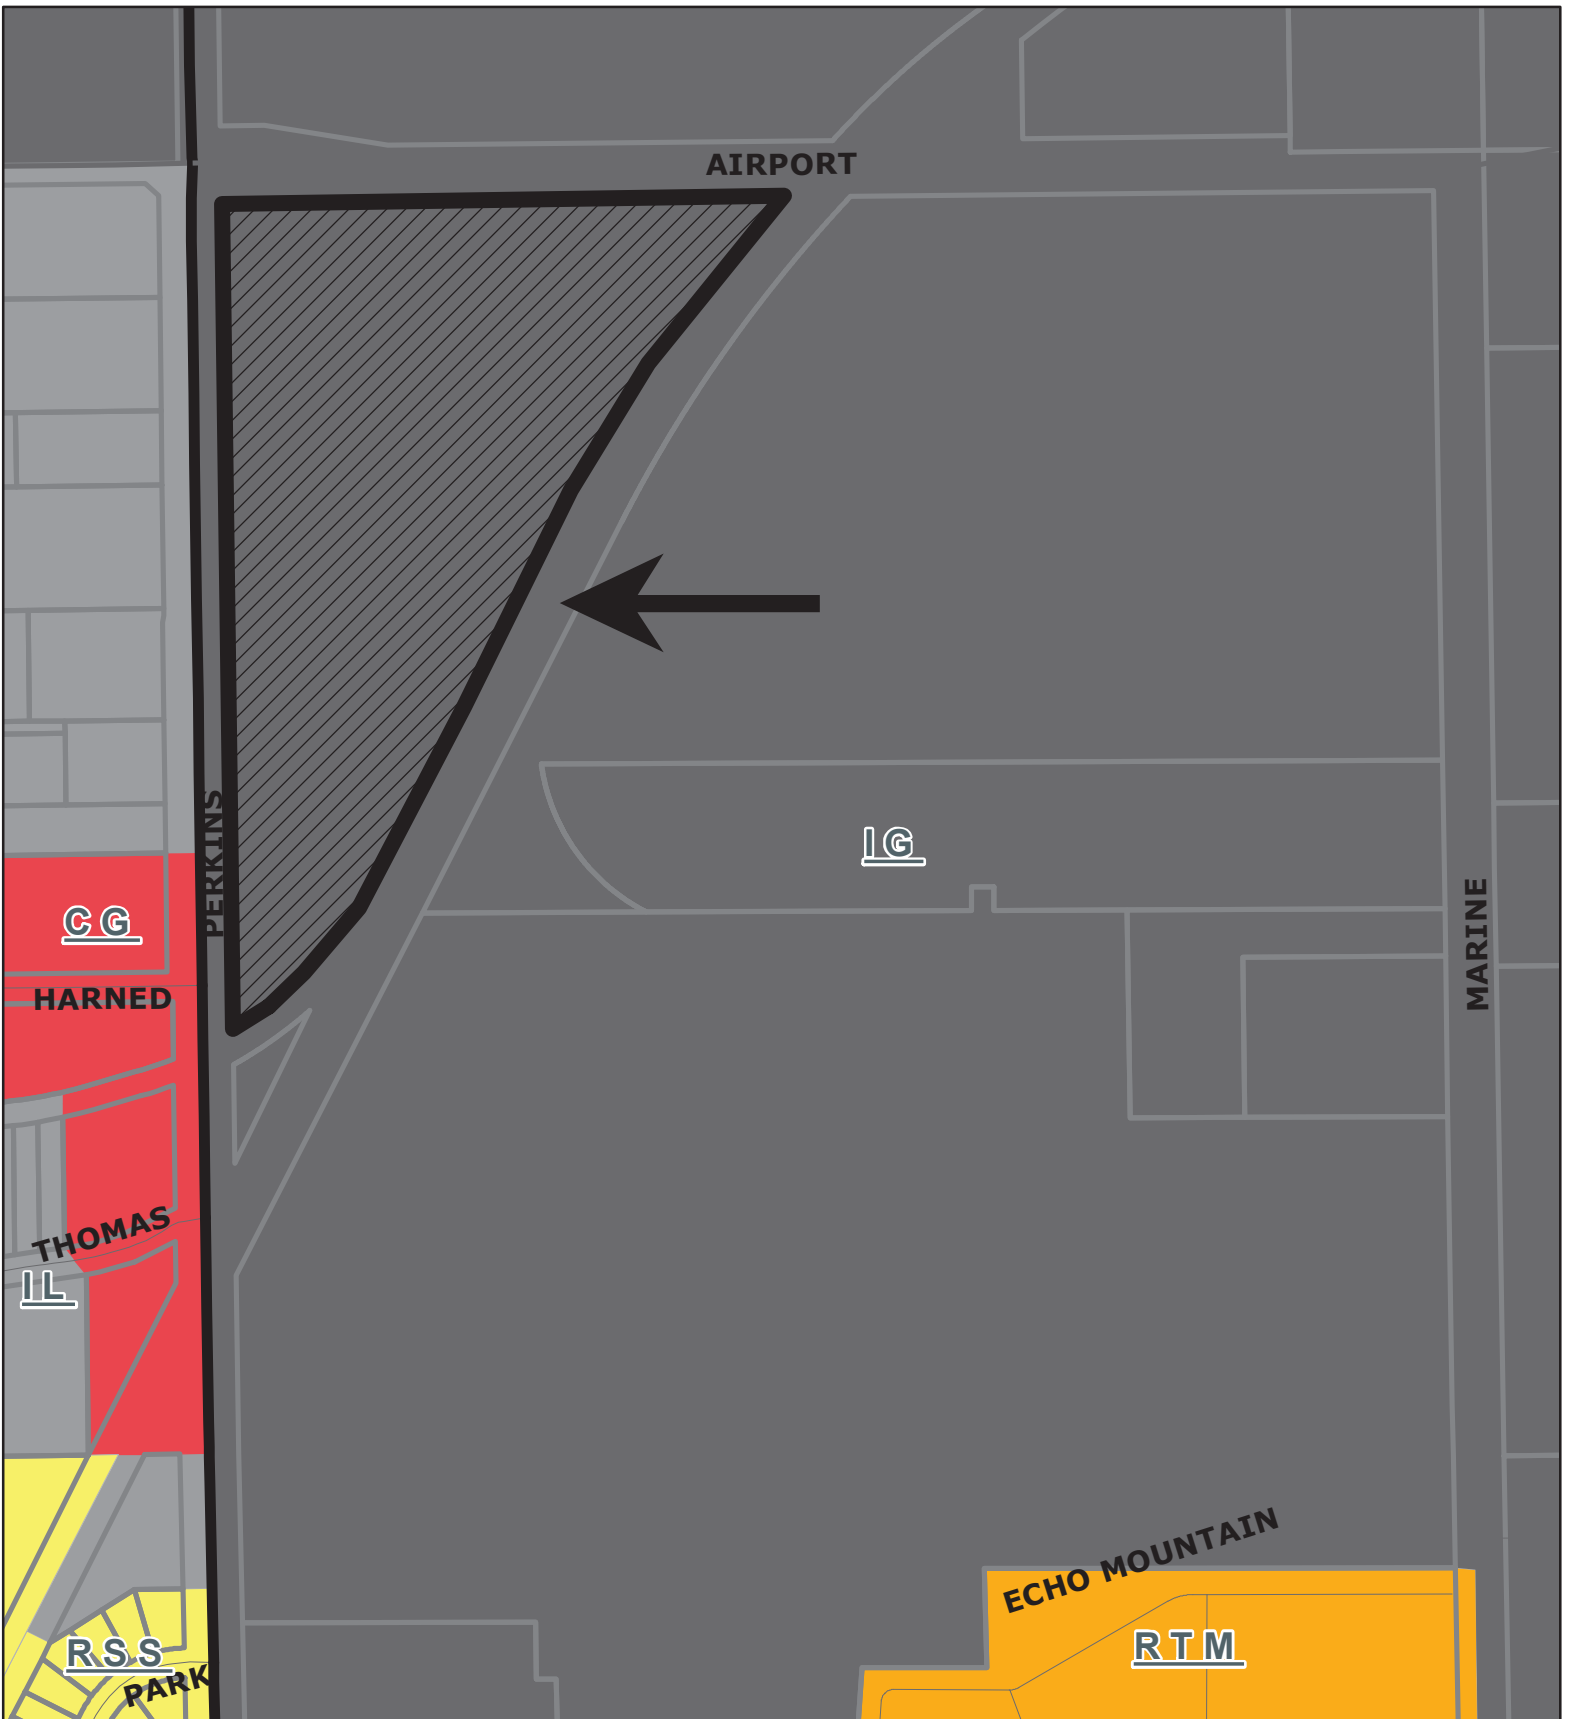 AIRPORT
PERKINS
IG
CG
MARINE
HARNED
THOMAS
IL
ECHO MOUNTAIN
RTM
RSS
PARK